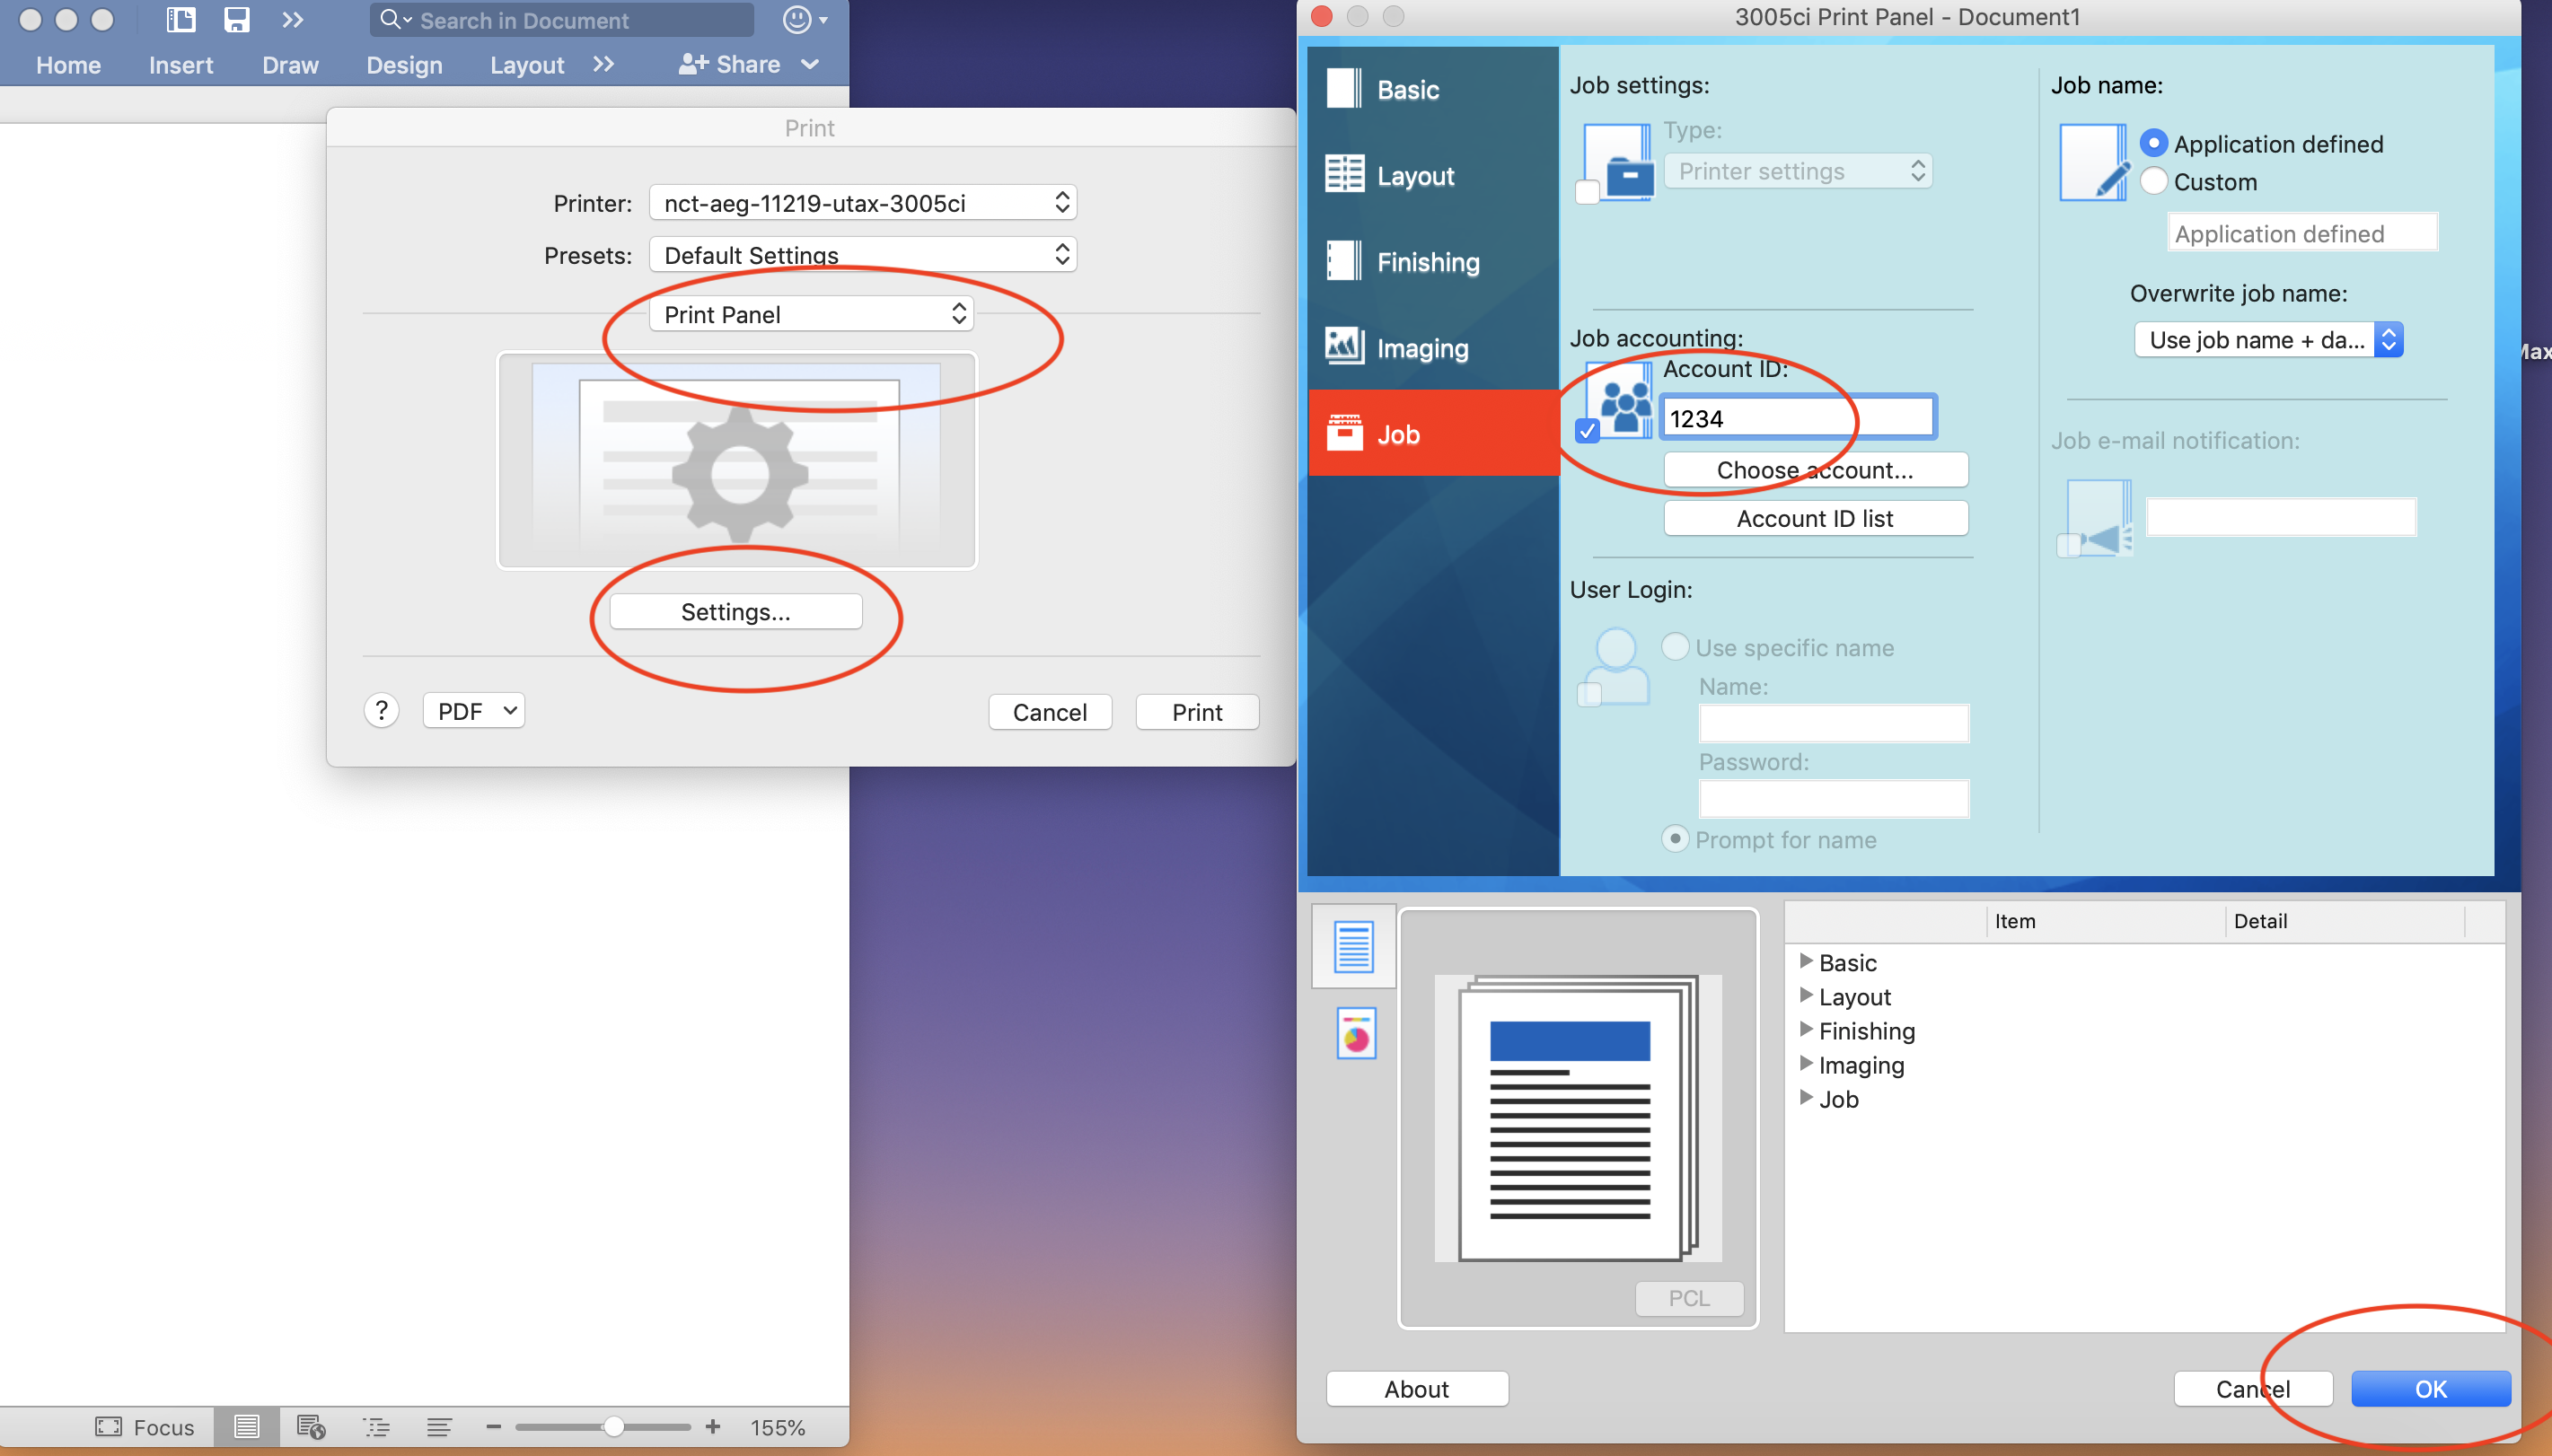 Search in Document
Home Insert Draw Design Layout Share
Print
Printer: nct-aeg-11219-utax-3005ci
Presets: Default Settings
Print Panel
Settings...
? PDF Cancel Print
Focus 155%
3005ci Print Panel - Document1
Basic
Layout
Finishing
Imaging
Job
Job settings:
Type:
Printer settings
Job accounting:
Account ID:
1234
Choose account...
Account ID list
User Login:
Use specific name
Name:
Password:
Prompt for name
Job name:
Application defined
Custom
Application defined
Overwrite job name:
Use job name + da...
Job e-mail notification:
Item Detail
Basic
Layout
Finishing
Imaging
Job
PCL
About Cancel OK